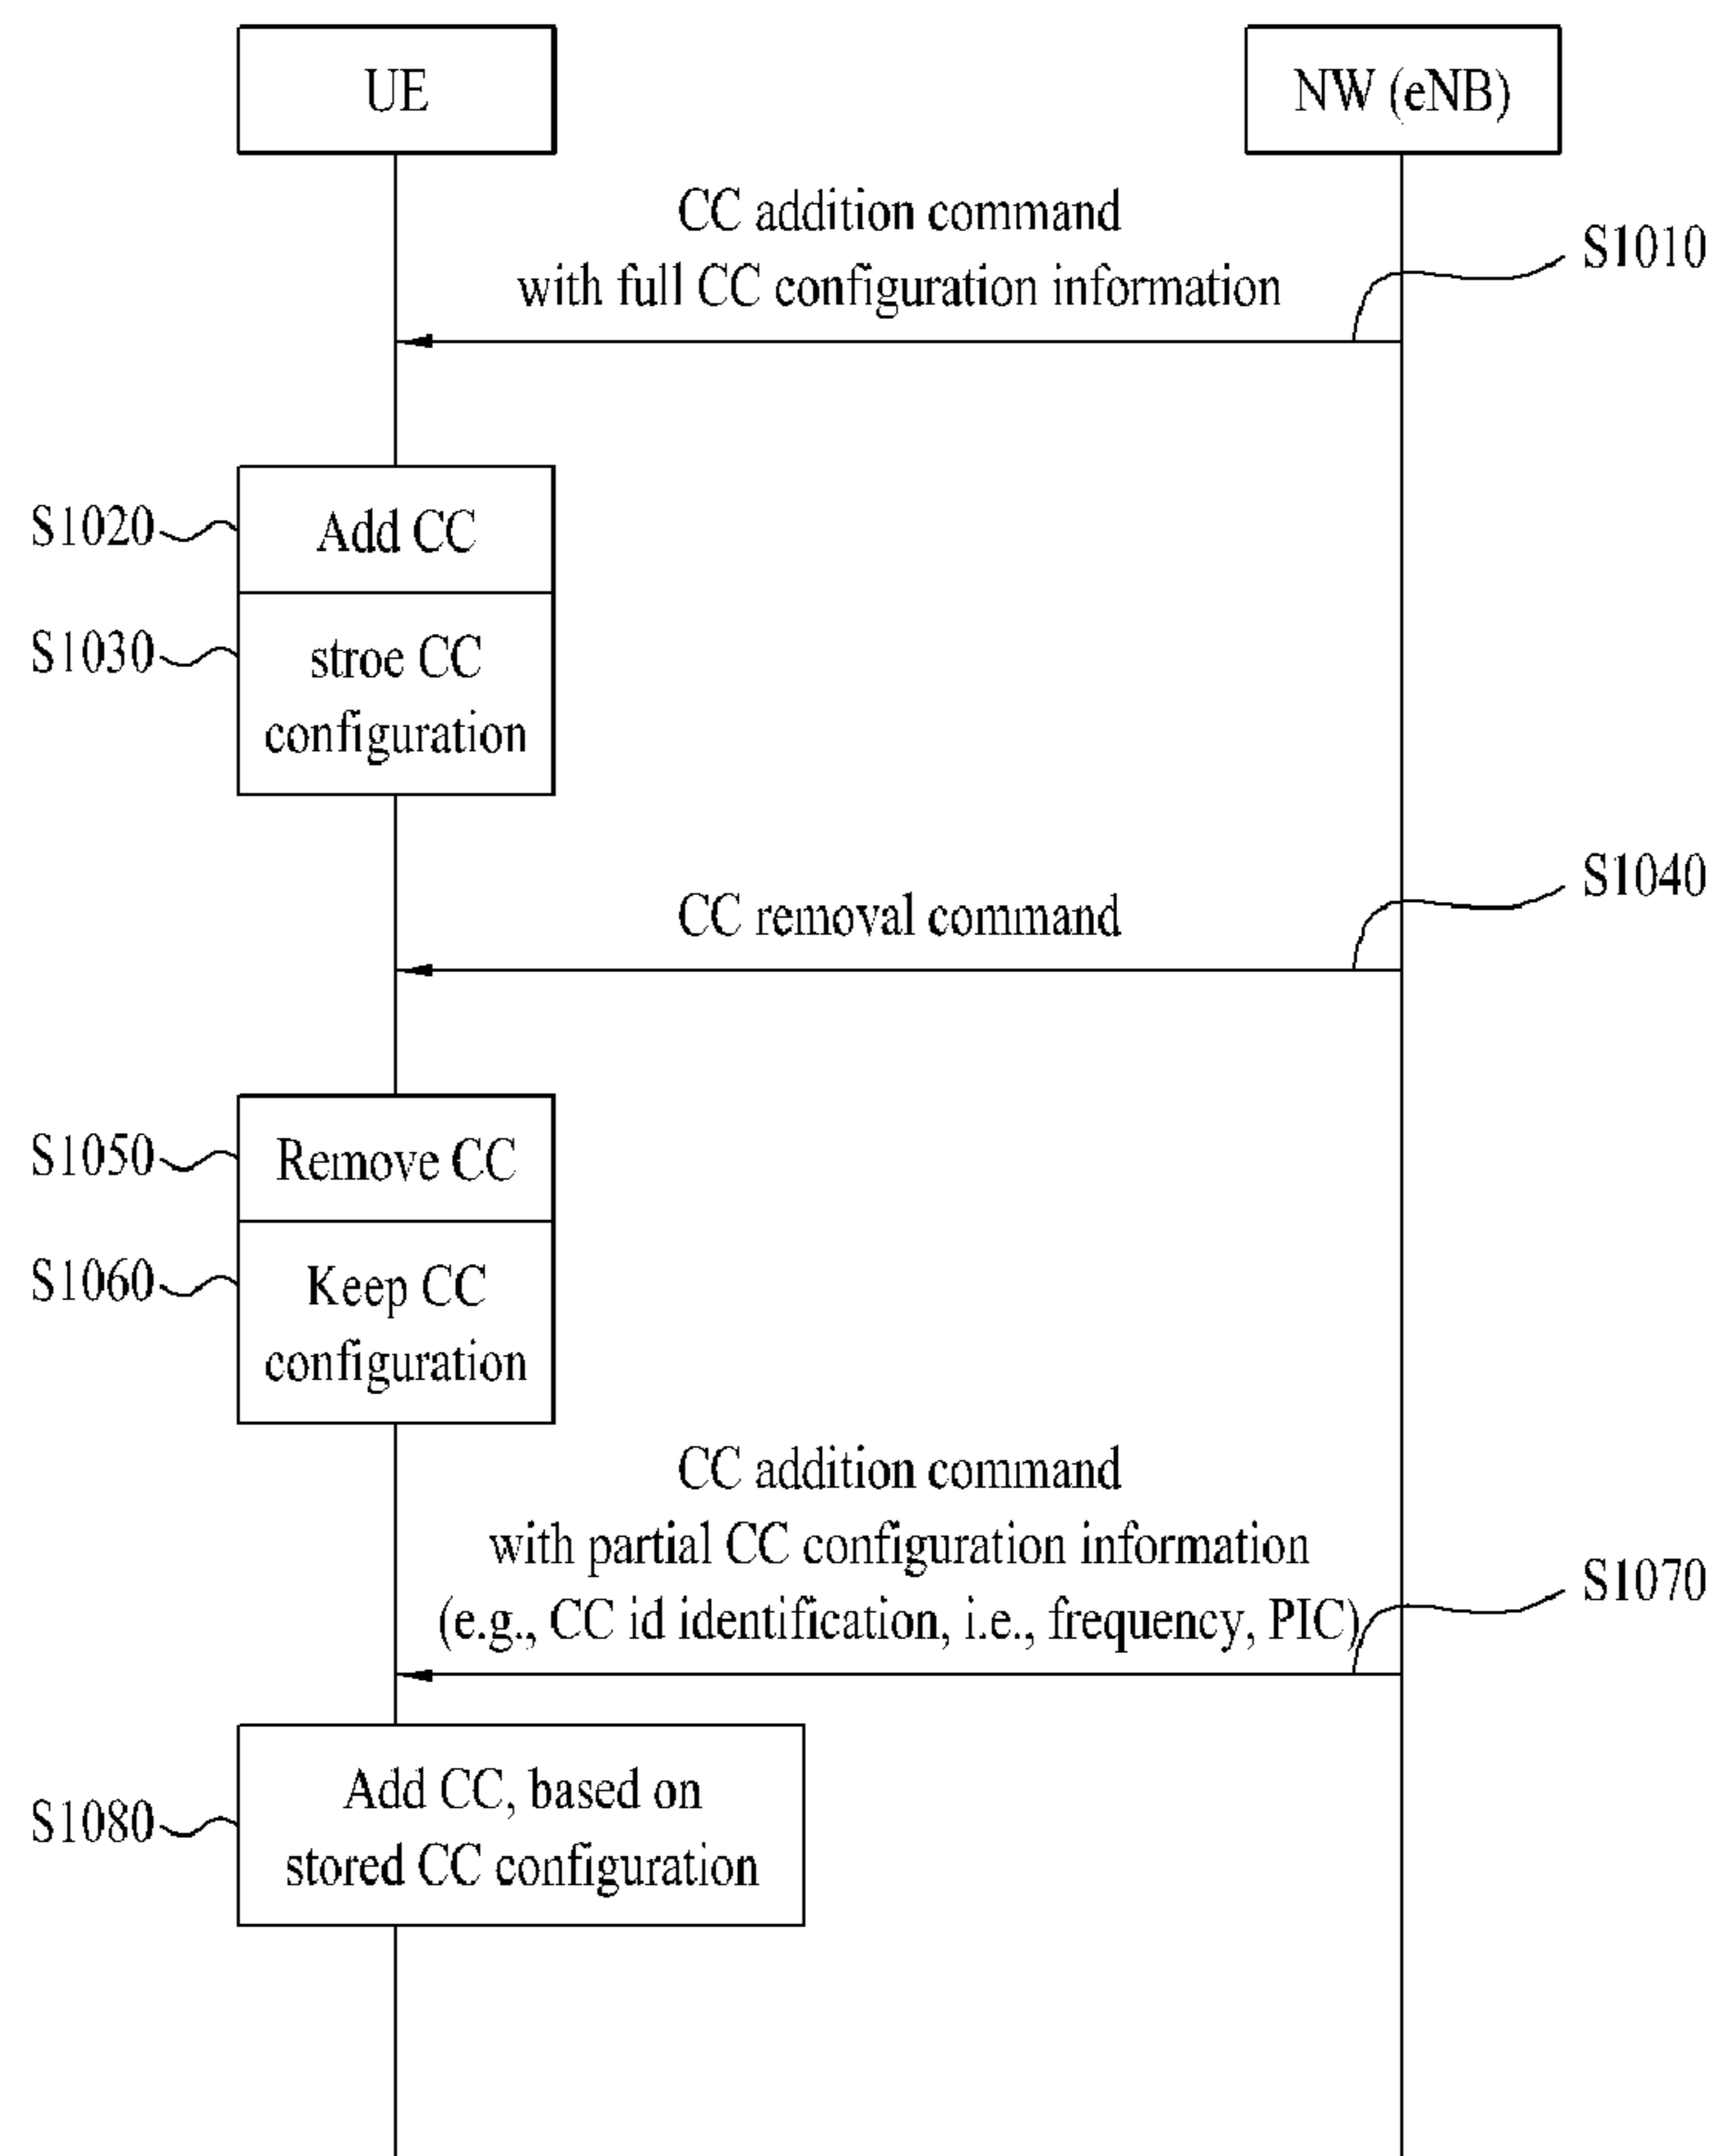 UE
NW (eNB)
CC addition command
with full CC configuration information
S1010
S1020
Add CC
S1030
stroe CC
configuration
S1040
CC removal command
S1050
Remove CC
S1060
Keep CC
configuration
CC addition command
with partial CC configuration information
(e.g., CC id identification, i.e., frequency, PIC)
S1070
S1080
Add CC, based on
stored CC configuration